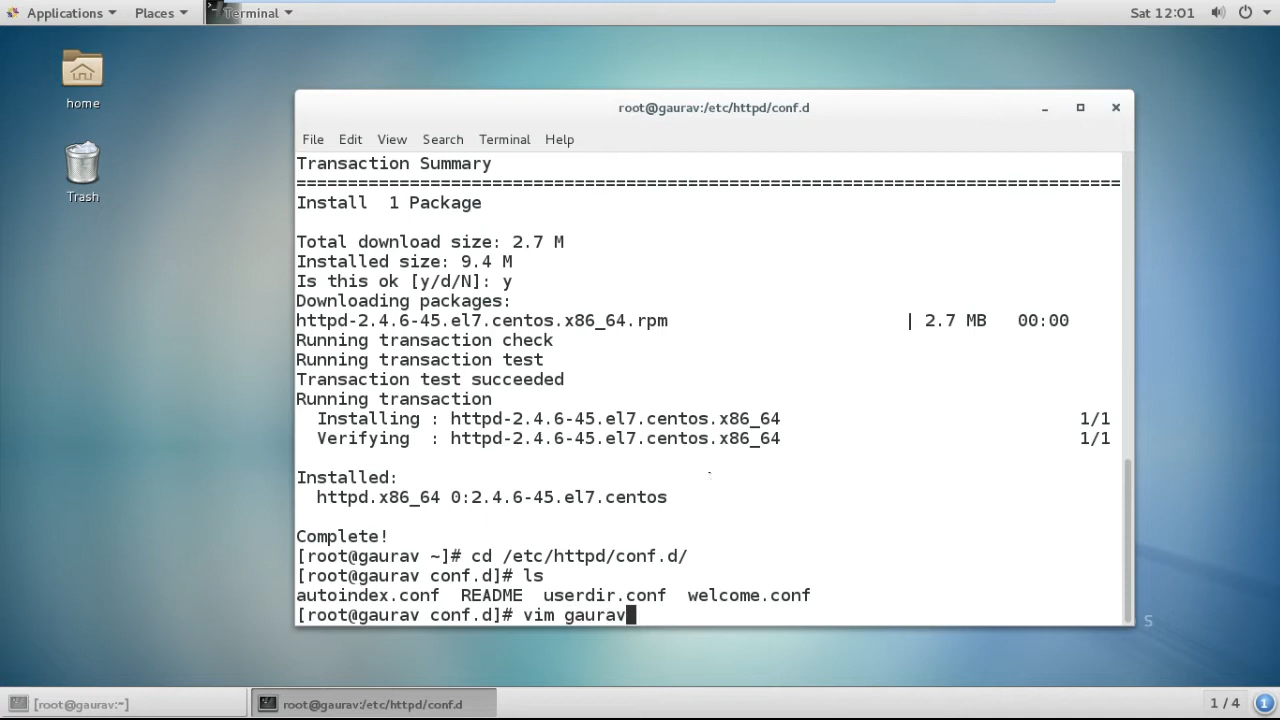 Applications Places Terminal Sat 12:01
home
Trash
root@gaurav:/etc/httpd/conf.d
File Edit View Search Terminal Help
Transaction Summary
================================================================================
Install  1 Package
Total download size: 2.7 M
Installed size: 9.4 M
Is this ok [y/d/N]: y
Downloading packages:
httpd-2.4.6-45.el7.centos.x86_64.rpm | 2.7 MB 00:00
Running transaction check
Running transaction test
Transaction test succeeded
Running transaction
Installing : httpd-2.4.6-45.el7.centos.x86_64 1/1
Verifying  : httpd-2.4.6-45.el7.centos.x86_64 1/1
Installed:
httpd.x86_64 0:2.4.6-45.el7.centos
Complete!
[root@gaurav ~]# cd /etc/httpd/conf.d/
[root@gaurav conf.d]# ls
autoindex.conf  README  userdir.conf  welcome.conf
[root@gaurav conf.d]# vim gaurav
S
[root@gaurav:~] root@gaurav:/etc/httpd/conf.d 1 / 4 1